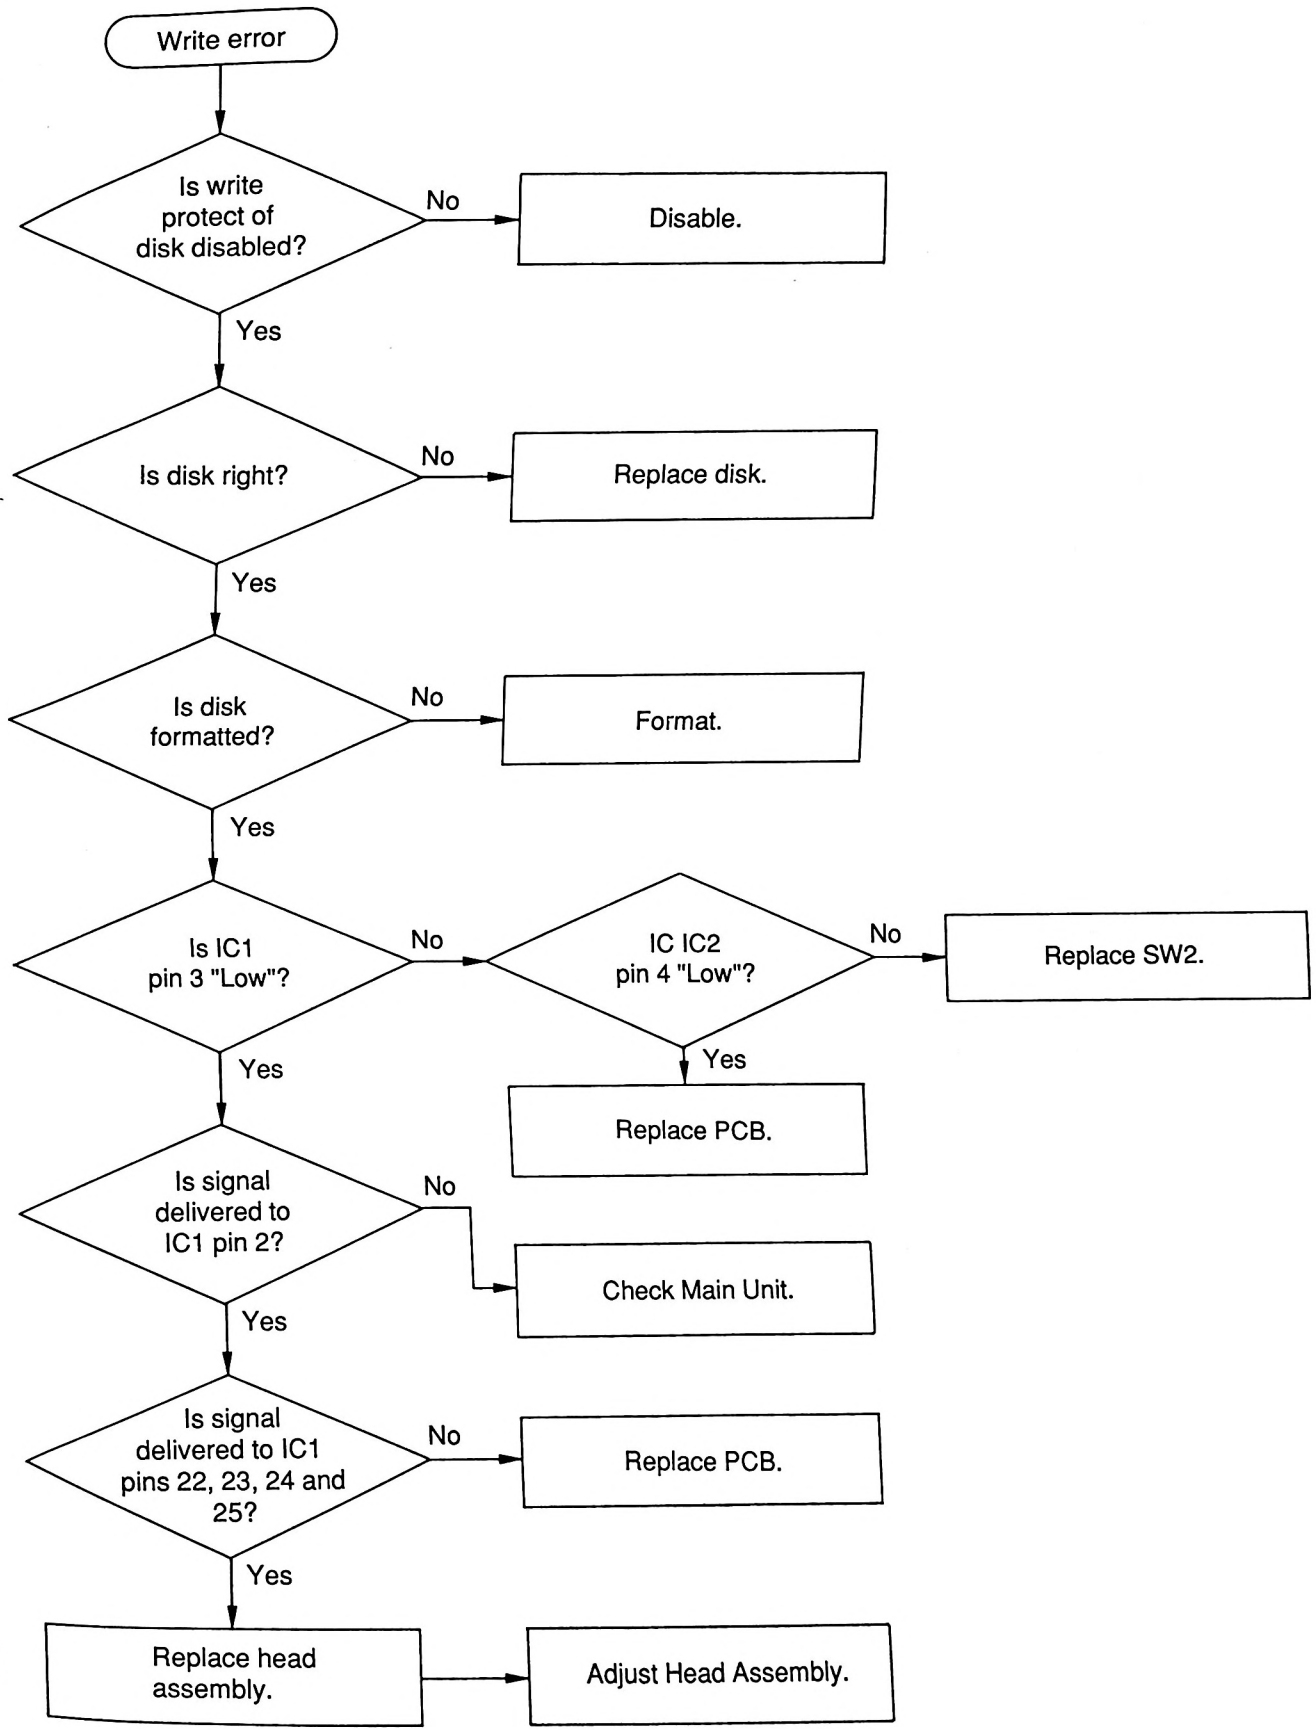 Write error
Is write
protect of
disk disabled?
No
Disable.
Yes
Is disk right?
No
Replace disk.
Yes
Is disk
formatted?
No
Format.
Yes
Is IC1
pin 3 "Low"?
No
IC IC2
pin 4 "Low"?
No
Replace SW2.
Yes
Replace PCB.
Yes
Is signal
delivered to
IC1 pin 2?
No
Check Main Unit.
Yes
Is signal
delivered to IC1
pins 22, 23, 24 and
25?
No
Replace PCB.
Yes
Replace head
assembly.
Adjust Head Assembly.